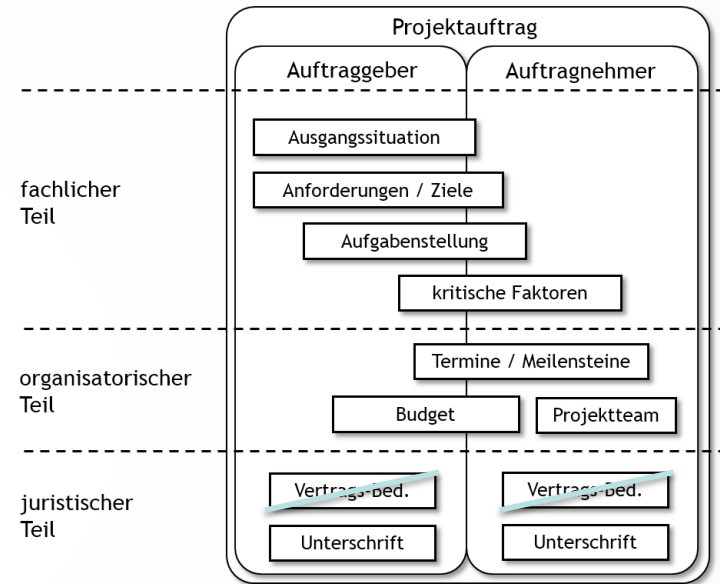 Projektauftrag
Auftraggeber
Auftragnehmer
fachlicher
Teil
Ausgangssituation
Anforderungen / Ziele
Aufgabenstellung
kritische Faktoren
organisatorischer
Teil
Termine / Meilensteine
Budget
Projektteam
juristischer
Teil
Vertrags-Bed.
Vertrags-Bed.
Unterschrift
Unterschrift